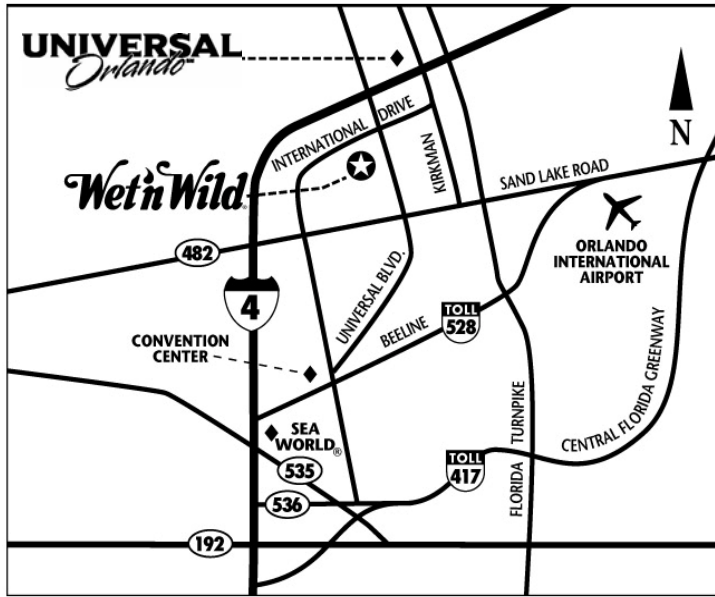 UNIVERSAL
Orlando™
INTERNATIONAL DRIVE
N
KIRKMAN
Wet'n Wild®
SAND LAKE ROAD
482
ORLANDO
INTERNATIONAL
AIRPORT
4
UNIVERSAL BLVD.
TOLL
528
BEELINE
CONVENTION
CENTER
CENTRAL FLORIDA GREENWAY
FLORIDA TURNPIKE
SEA
WORLD®
535
TOLL
417
536
192